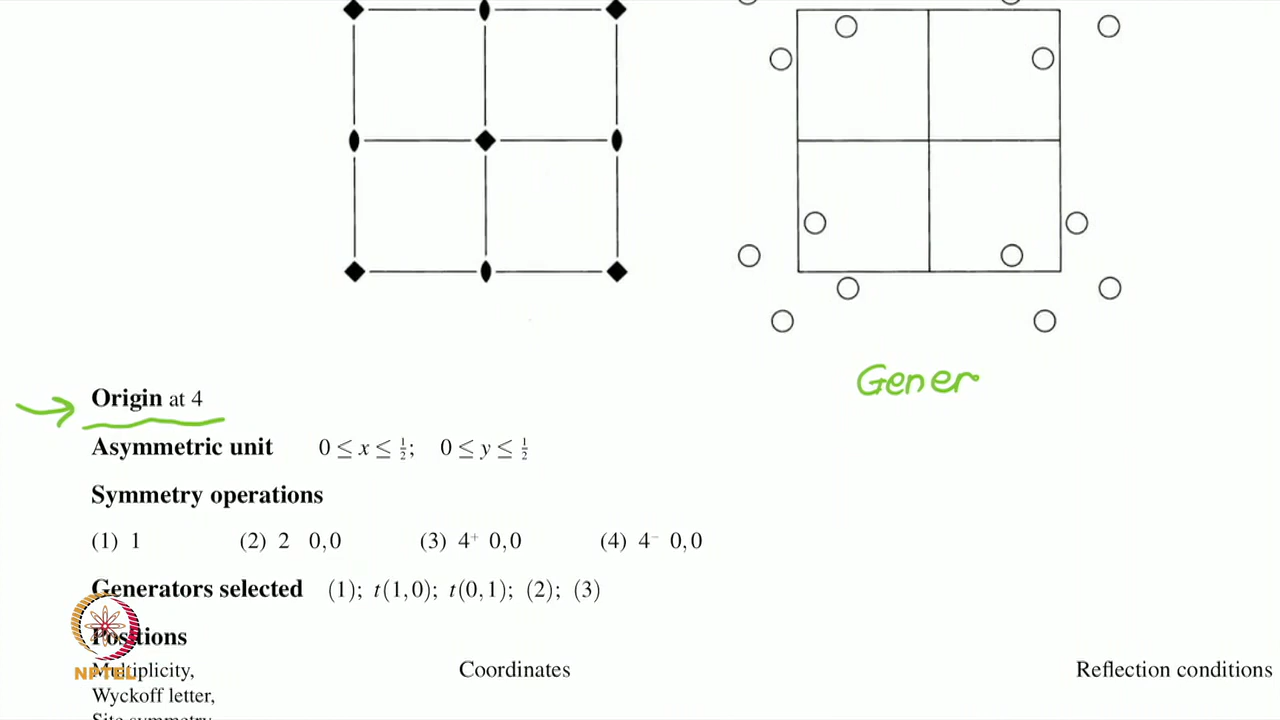 Gener
Origin at 4
Asymmetric unit 0 ≤ x ≤ 1/2; 0 ≤ y ≤ 1/2
Symmetry operations
(1) 1 (2) 2 0,0 (3) 4⁺ 0,0 (4) 4⁻ 0,0
Generators selected (1); t(1,0); t(0,1); (2); (3)
Positions
Multiplicity, Coordinates Reflection conditions
Wyckoff letter,
Site symmetry
NPTEL